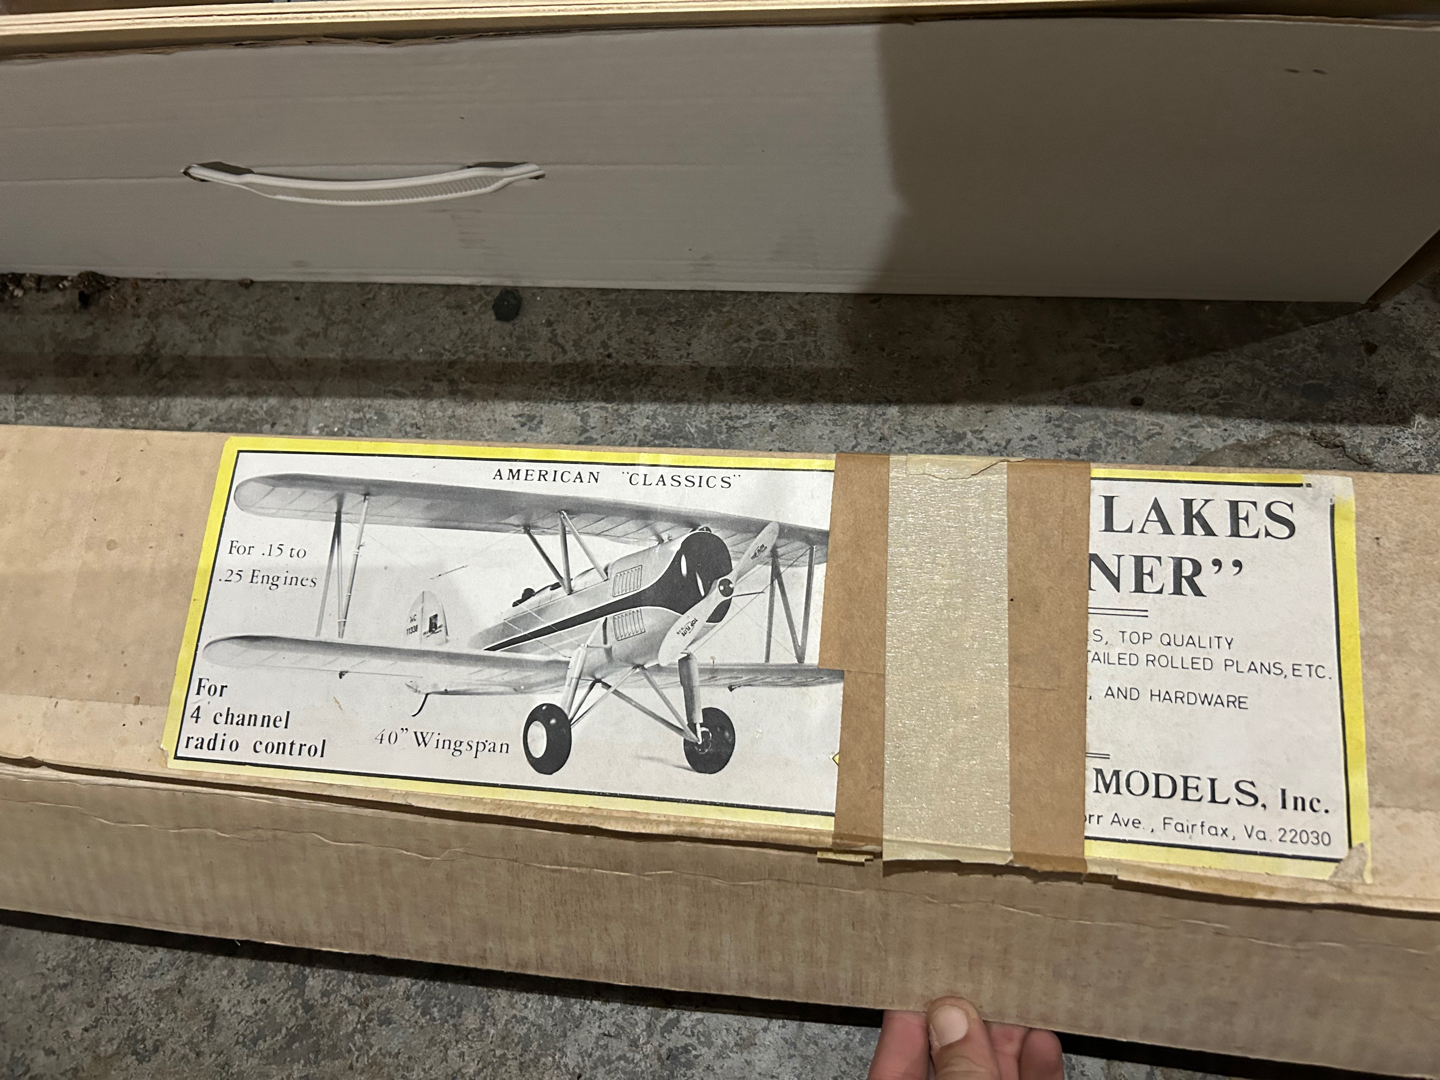 AMERICAN "CLASSICS"
For .15 to
.25 Engines
For
4 channel
radio control
40” Wingspan
LAKES
NER”
S, TOP QUALITY
TAILED ROLLED PLANS, ETC.
, AND HARDWARE
MODELS, Inc.
orr Ave., Fairfax, Va. 22030